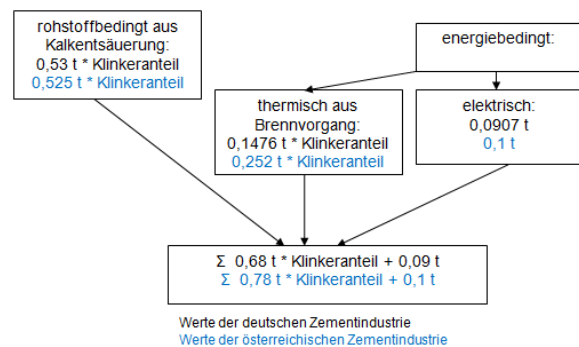 rohstoffbedingt aus
Kalkentsäuerung:
0,53 t * Klinkeranteil
0,525 t * Klinkeranteil
energiebedingt:
thermisch aus
Brennvorgang:
0,1476 t * Klinkeranteil
0,252 t * Klinkeranteil
elektrisch:
0,0907 t
0,1 t
Σ 0,68 t * Klinkeranteil + 0,09 t
Σ 0,78 t * Klinkeranteil + 0,1 t
Werte der deutschen Zementindustrie
Werte der österreichischen Zementindustrie